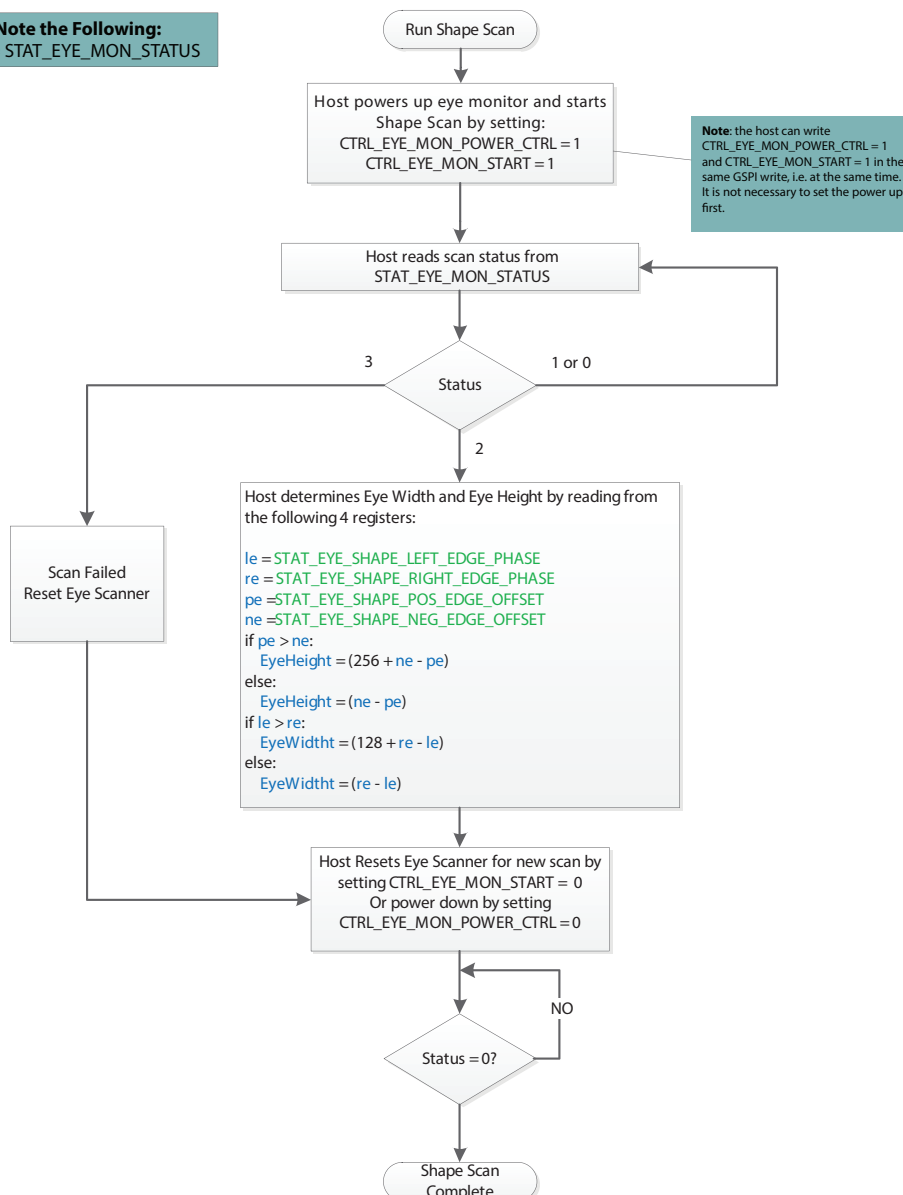 Note the Following:
STAT_EYE_MON_STATUS
Run Shape Scan
Host powers up eye monitor and starts
Shape Scan by setting:
CTRL_EYE_MON_POWER_CTRL = 1
CTRL_EYE_MON_START = 1
Note: the host can write
CTRL_EYE_MON_POWER_CTRL = 1
and CTRL_EYE_MON_START = 1 in the
same GSPI write, i.e. at the same time.
It is not necessary to set the power up
first.
Host reads scan status from
STAT_EYE_MON_STATUS
3
Status
1 or 0
2
Host determines Eye Width and Eye Height by reading from
the following 4 registers:
le = STAT_EYE_SHAPE_LEFT_EDGE_PHASE
re = STAT_EYE_SHAPE_RIGHT_EDGE_PHASE
pe =STAT_EYE_SHAPE_POS_EDGE_OFFSET
ne =STAT_EYE_SHAPE_NEG_EDGE_OFFSET
if pe > ne:
EyeHeight = (256 + ne - pe)
else:
EyeHeight = (ne - pe)
if le > re:
EyeWidtht = (128 + re - le)
else:
EyeWidtht = (re - le)
Scan Failed
Reset Eye Scanner
Host Resets Eye Scanner for new scan by
setting CTRL_EYE_MON_START = 0
Or power down by setting
CTRL_EYE_MON_POWER_CTRL = 0
NO
Status = 0?
Shape Scan
Complete